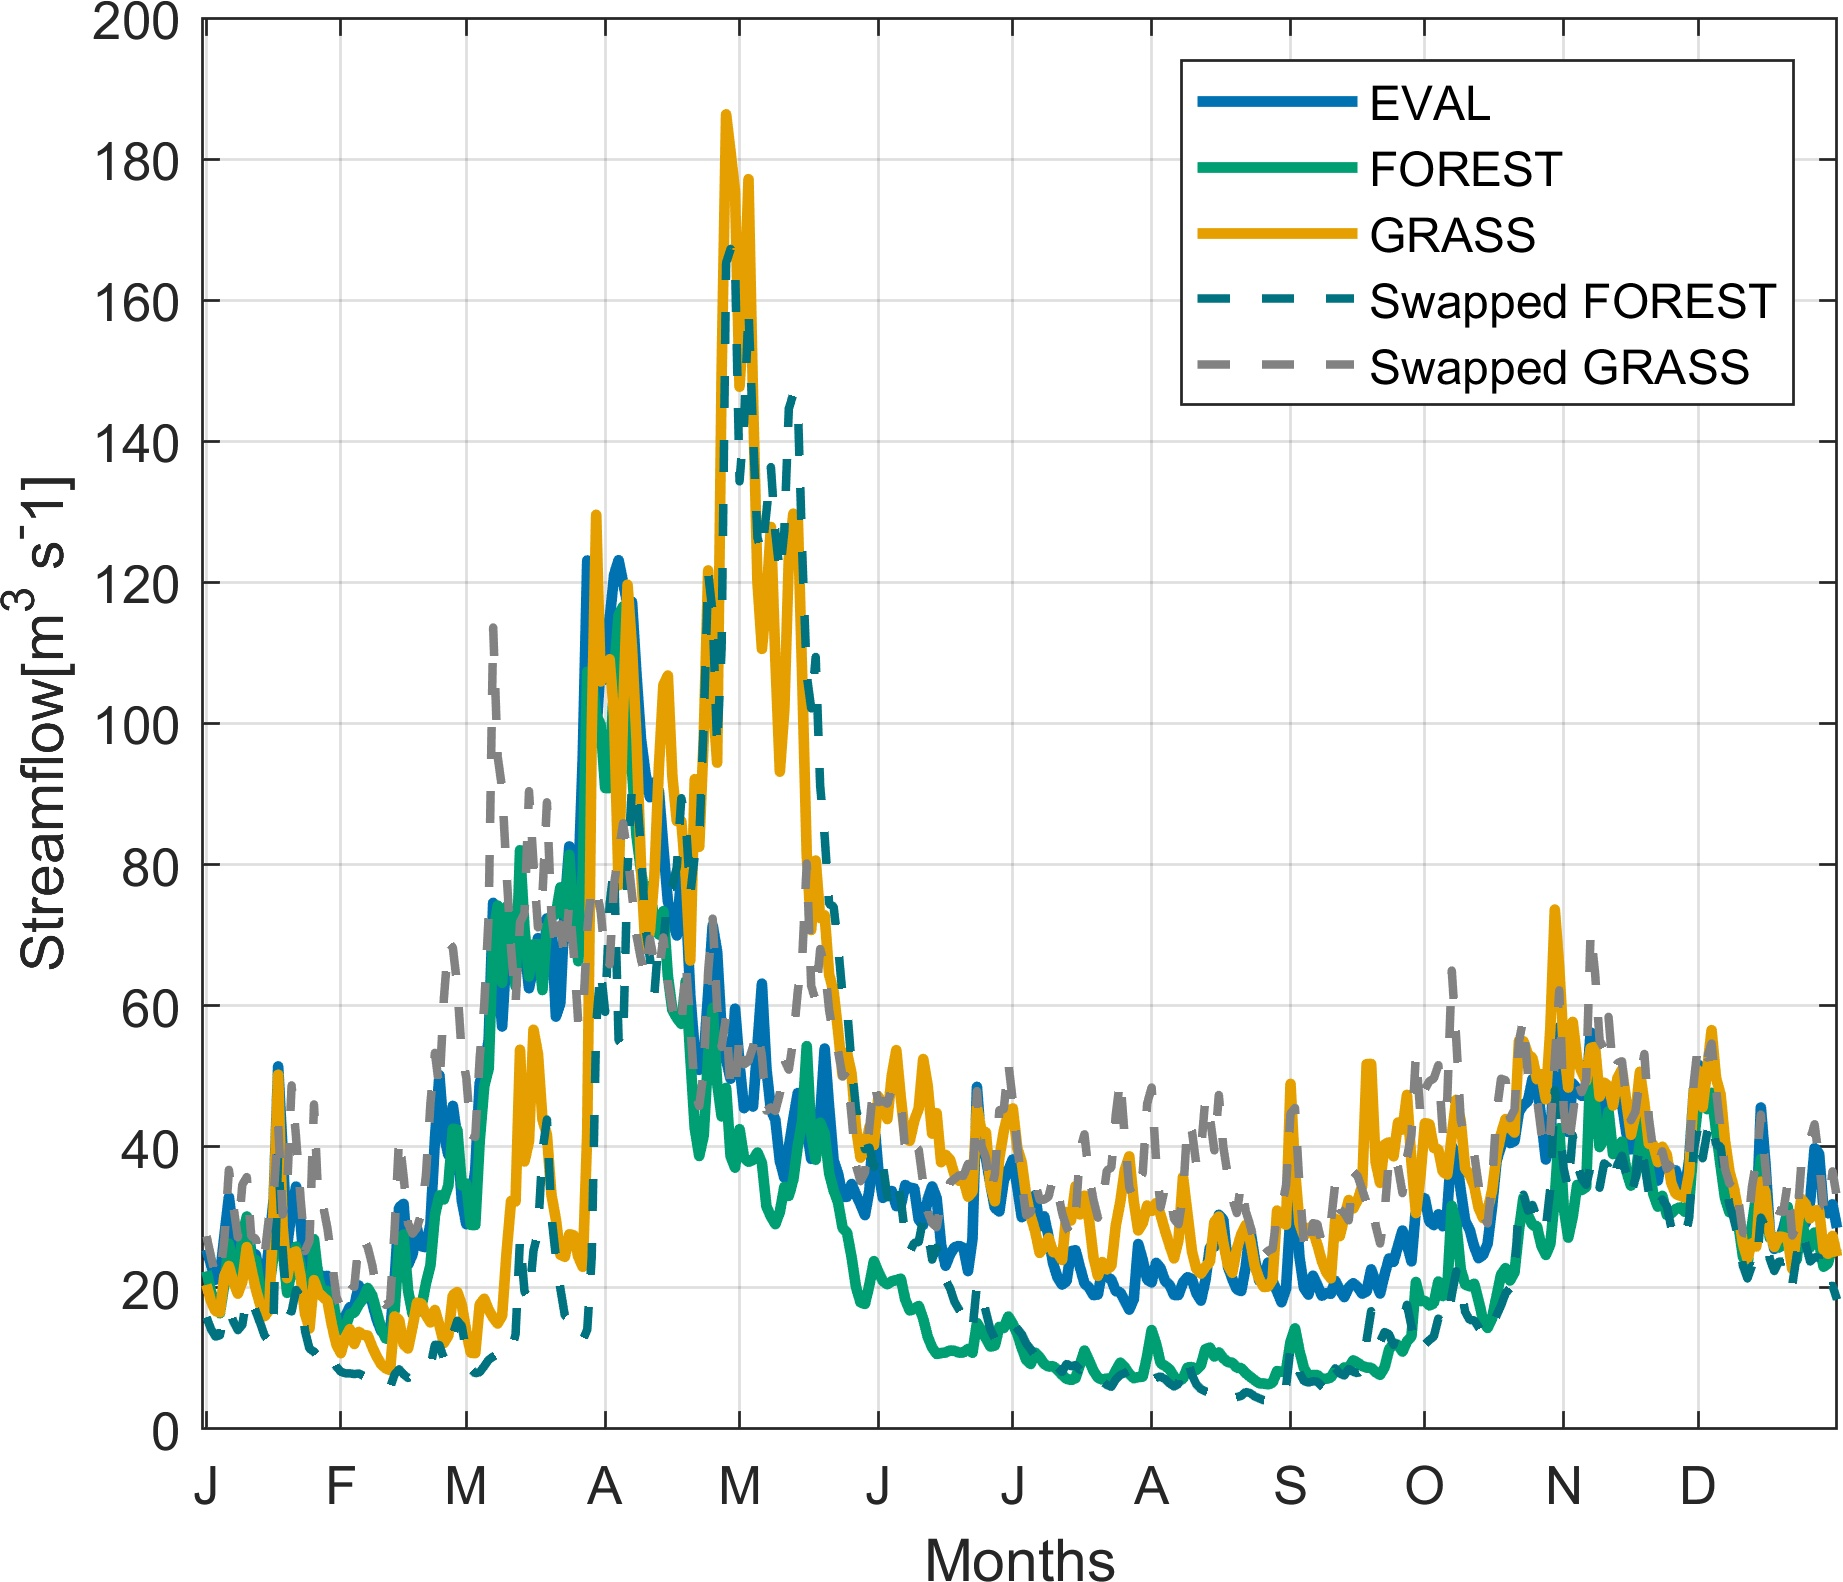 200
180
160
140
120
100
80
60
40
20
0
Streamflow[m³ s⁻1]
EVAL
FOREST
GRASS
Swapped FOREST
Swapped GRASS
J F M A M J J A S O N D
Months